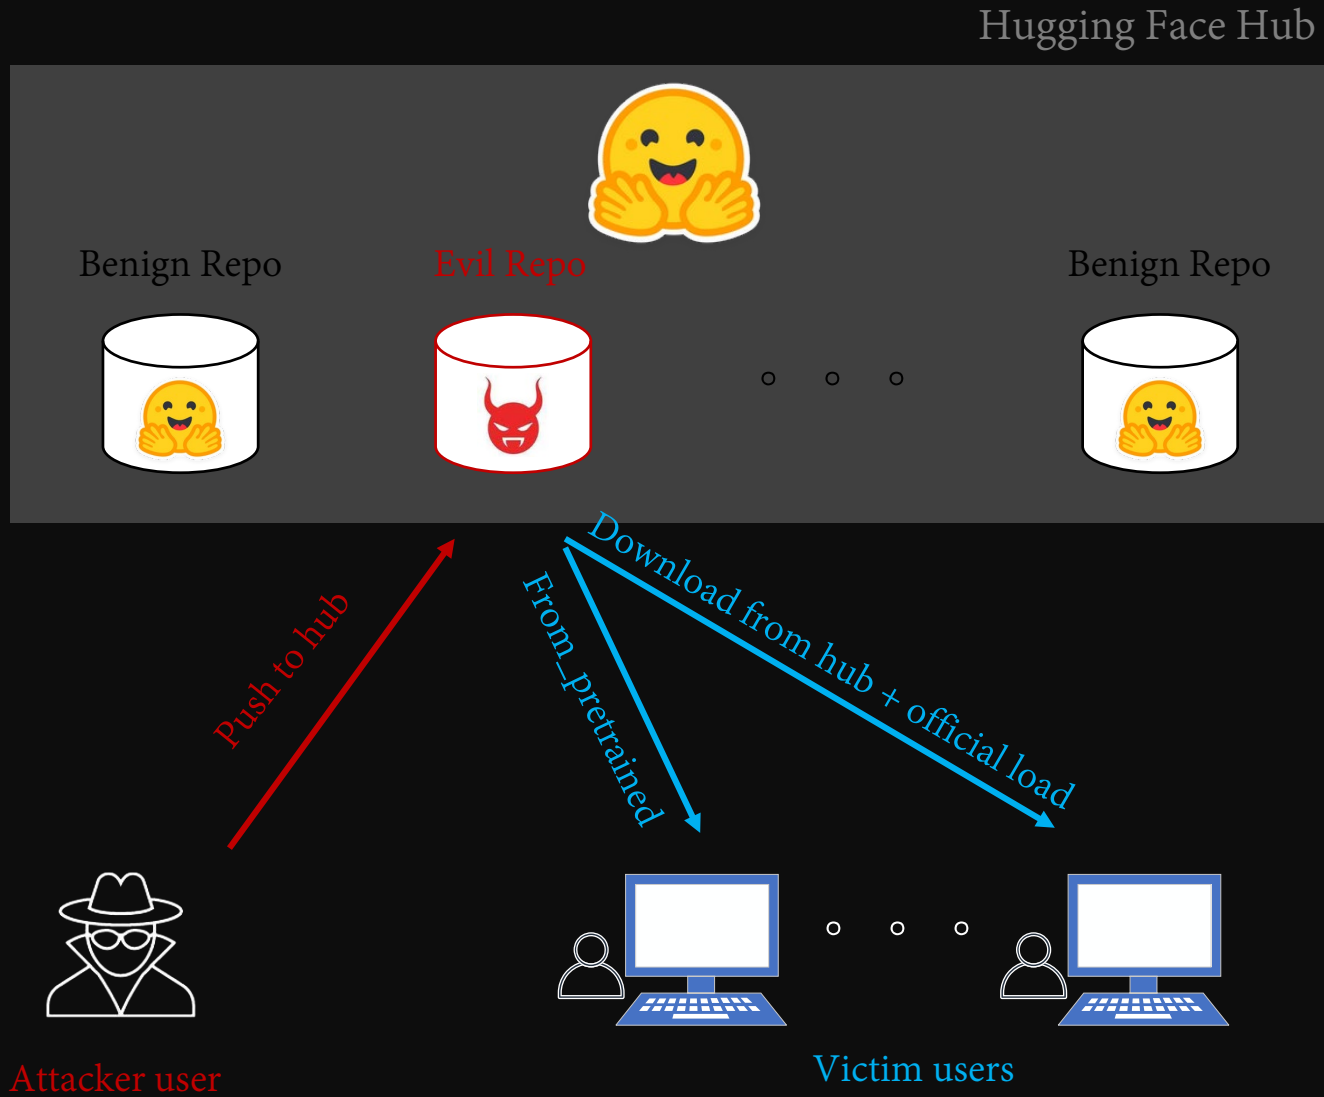 Hugging Face Hub
Benign Repo
Evil Repo
Benign Repo
Push to hub
From_pretrained
Download from hub + official load
Attacker user
Victim users